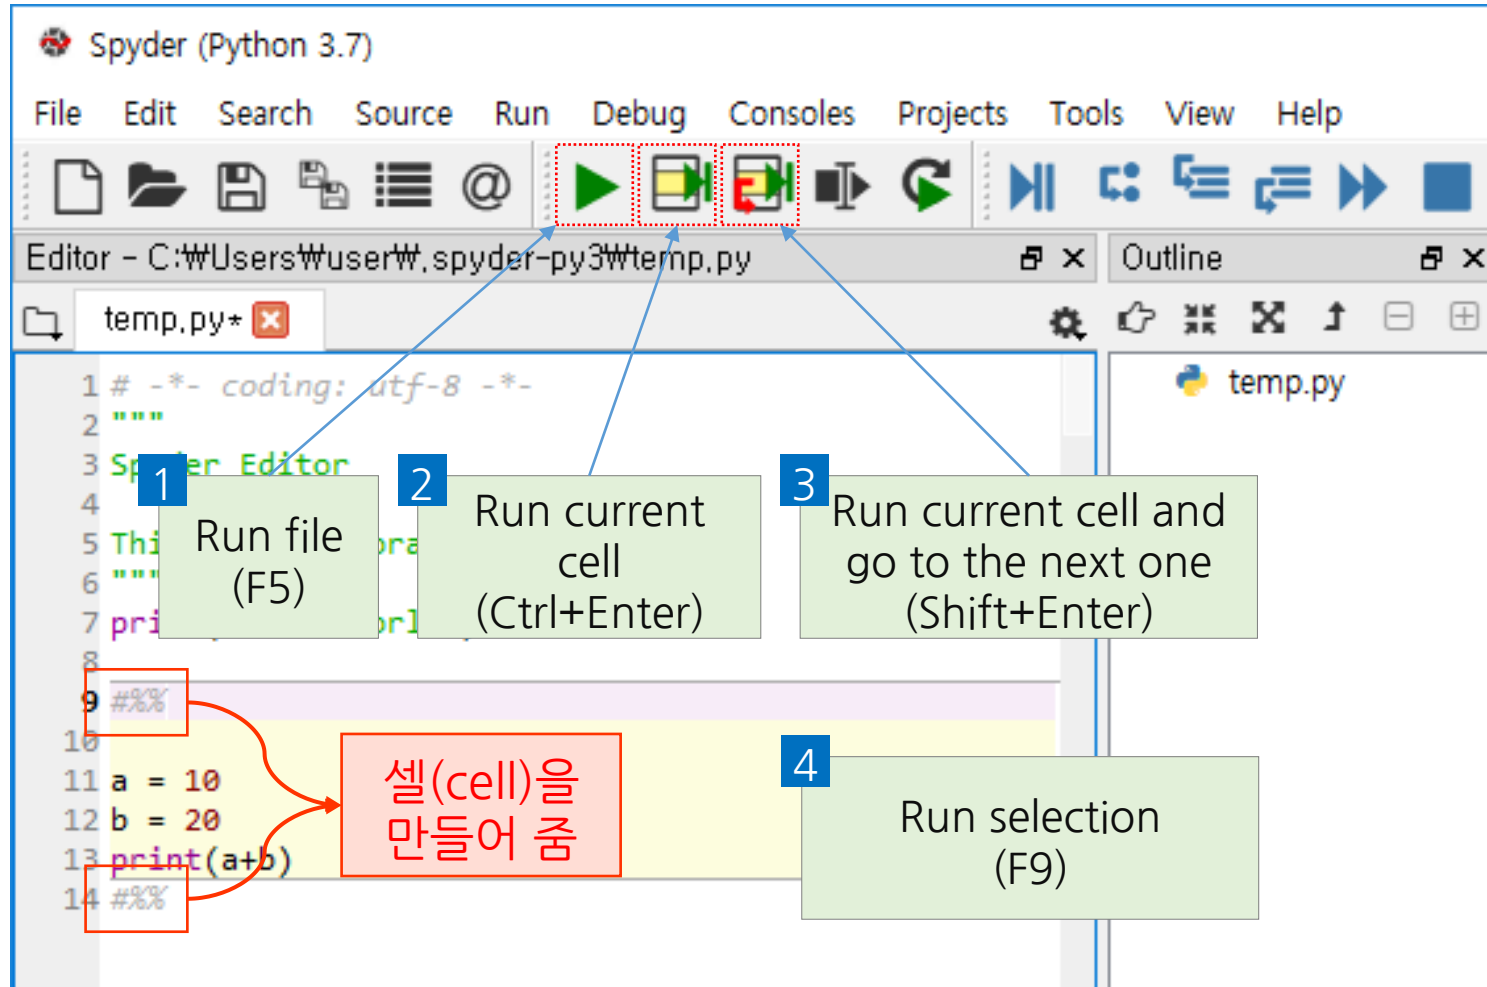 Spyder (Python 3.7)
File Edit Search Source Run Debug Consoles Projects Tools View Help
Editor - C:₩Users₩user₩.spyder-py3₩temp.py
Outline
temp.py*
temp.py
1 # -*- coding: utf-8 -*-
2 """
3 Spyder Editor
4
5 Thi
6 """
7 pri
8
9 #%%
10
11 a = 10
12 b = 20
13 print(a+b)
14 #%%
1
Run file
(F5)
2
Run current
cell
(Ctrl+Enter)
3
Run current cell and
go to the next one
(Shift+Enter)
셀(cell)을
만들어 줌
4
Run selection
(F9)